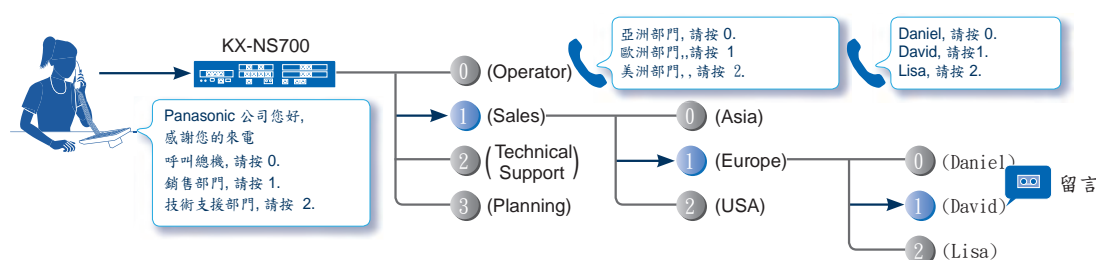 KX-NS700
Panasonic 公司您好,
感謝您的來電
呼叫總機, 請按 0.
銷售部門, 請按 1.
技術支援部門, 請按 2.
0 (Operator)
1 (Sales)
2 (Technical Support)
3 (Planning)
亞洲部門, 請按 0.
歐洲部門,,請按 1
美洲部門,, 請按 2.
0 (Asia)
1 (Europe)
2 (USA)
Daniel, 請按 0.
David, 請按1.
Lisa, 請按 2.
0 (Daniel)
1 (David)
2 (Lisa)
留言